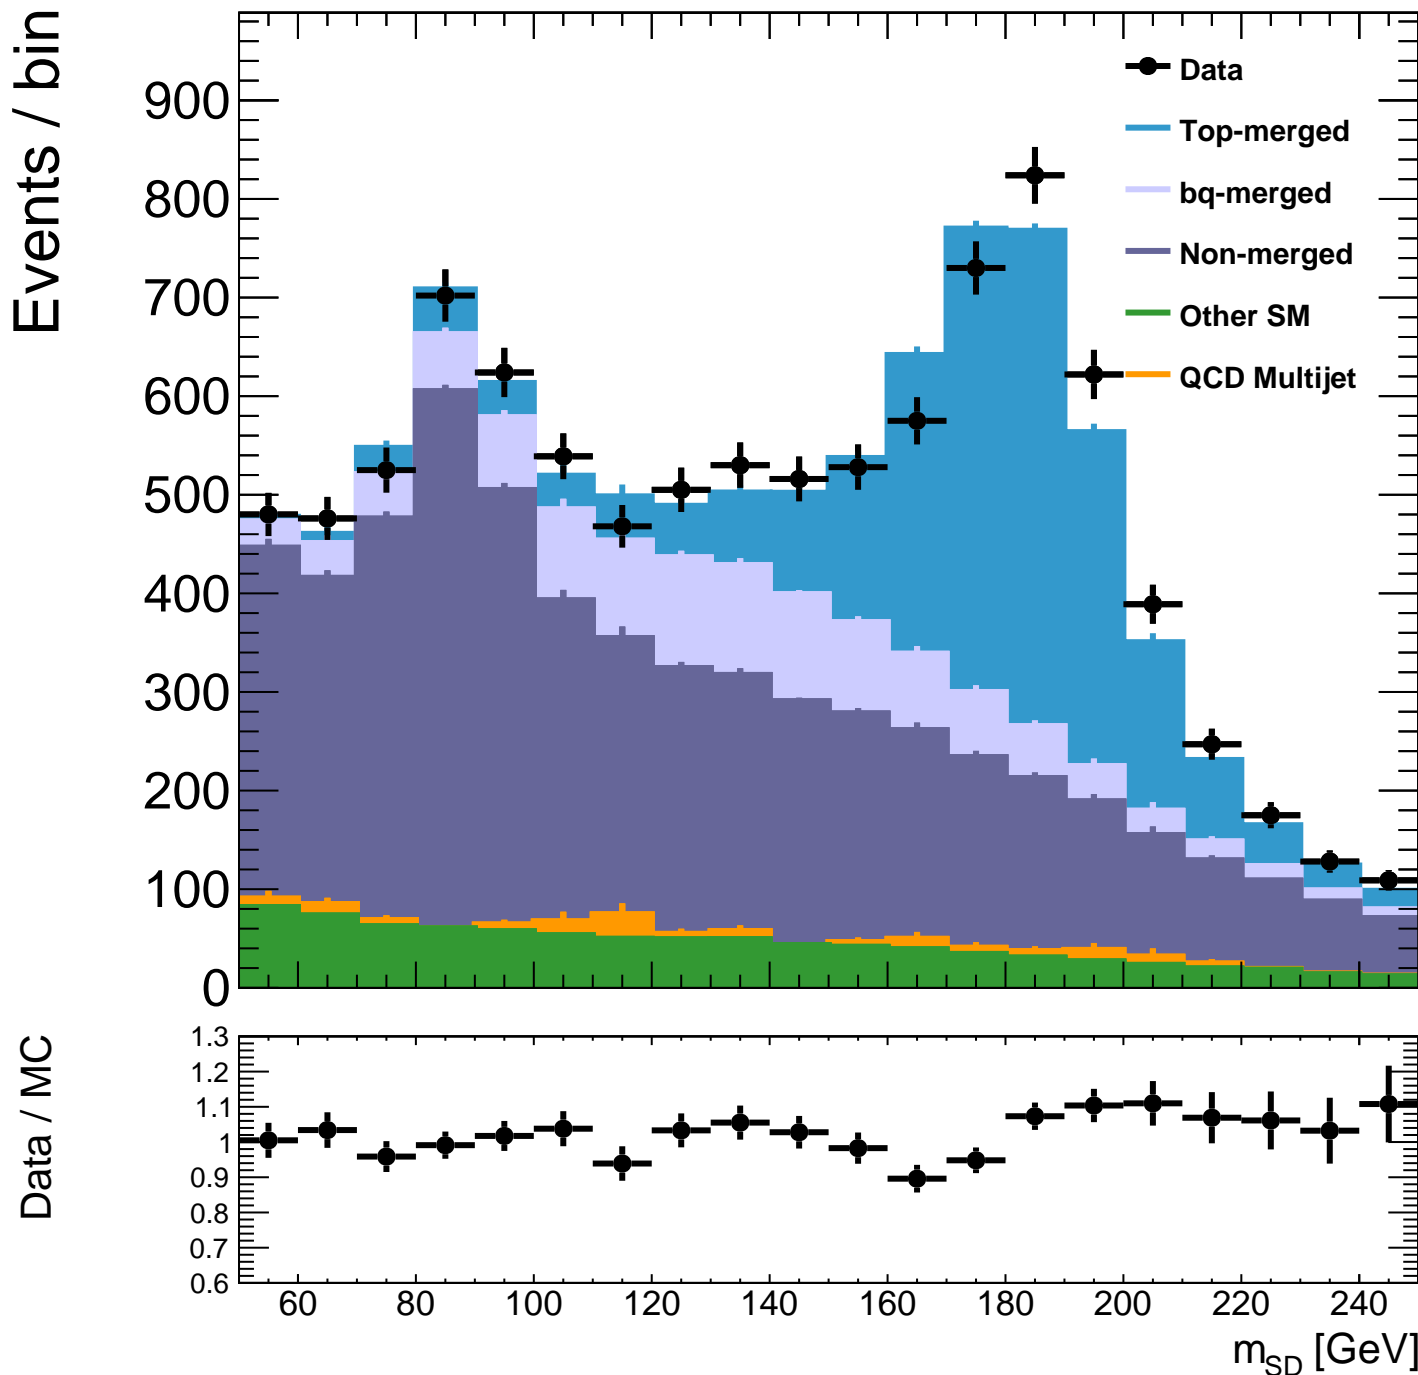 Events / bin
900
800
700
600
500
400
300
200
100
0
Data
Top-merged
bq-merged
Non-merged
Other SM
QCD Multijet
Data / MC
1.3
1.2
1.1
1
0.9
0.8
0.7
0.6
60 80 100 120 140 160 180 200 220 240
m_SD [GeV]